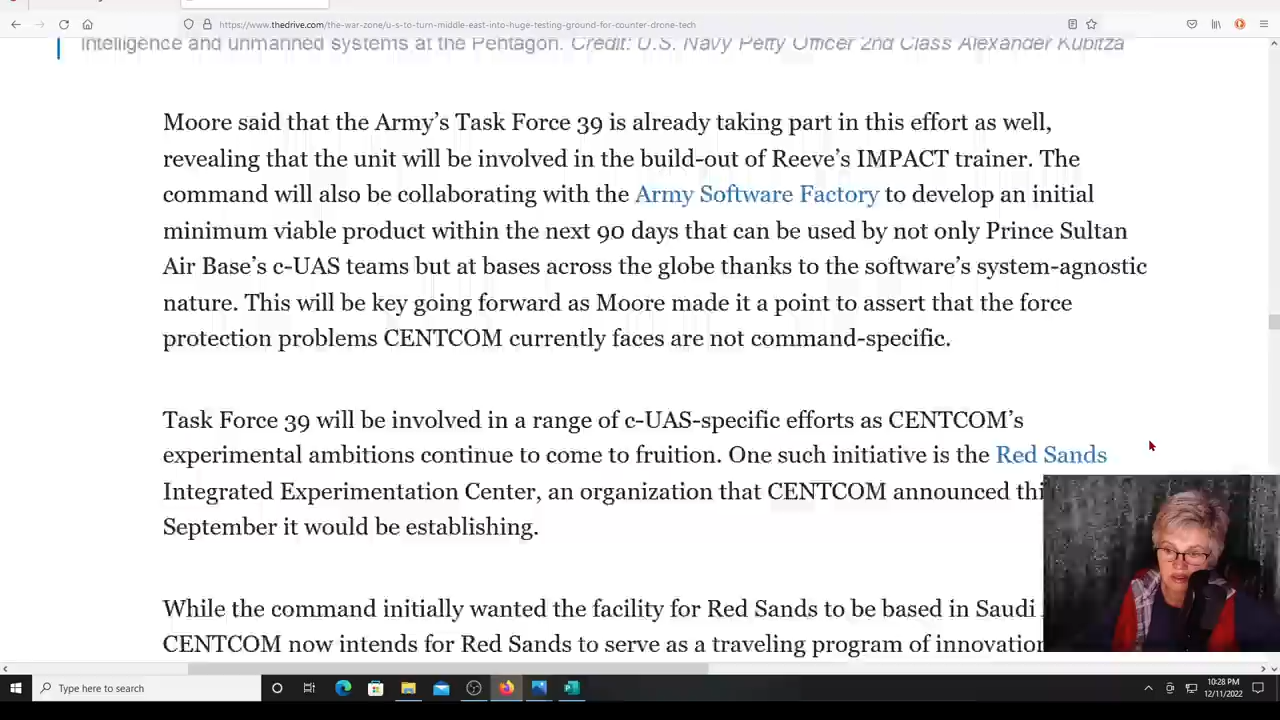 https://www.thedrive.com/the-war-zone/u-s-to-turn-middle-east-into-huge-testing-ground-for-counter-drone-tech
intelligence and unmanned systems at the Pentagon. Credit: U.S. Navy Petty Officer 2nd Class Alexander Kubitza
Moore said that the Army’s Task Force 39 is already taking part in this effort as well,
revealing that the unit will be involved in the build-out of Reeve’s IMPACT trainer. The
command will also be collaborating with the Army Software Factory to develop an initial
minimum viable product within the next 90 days that can be used by not only Prince Sultan
Air Base’s c-UAS teams but at bases across the globe thanks to the software’s system-agnostic
nature. This will be key going forward as Moore made it a point to assert that the force
protection problems CENTCOM currently faces are not command-specific.
Task Force 39 will be involved in a range of c-UAS-specific efforts as CENTCOM’s
experimental ambitions continue to come to fruition. One such initiative is the Red Sands
Integrated Experimentation Center, an organization that CENTCOM announced
September it would be establishing.
While the command initially wanted the facility for Red Sands to be based in Saudi
CENTCOM now intends for Red Sands to serve as a traveling program of innovation
Type here to search
10:28 PM
12/11/2022